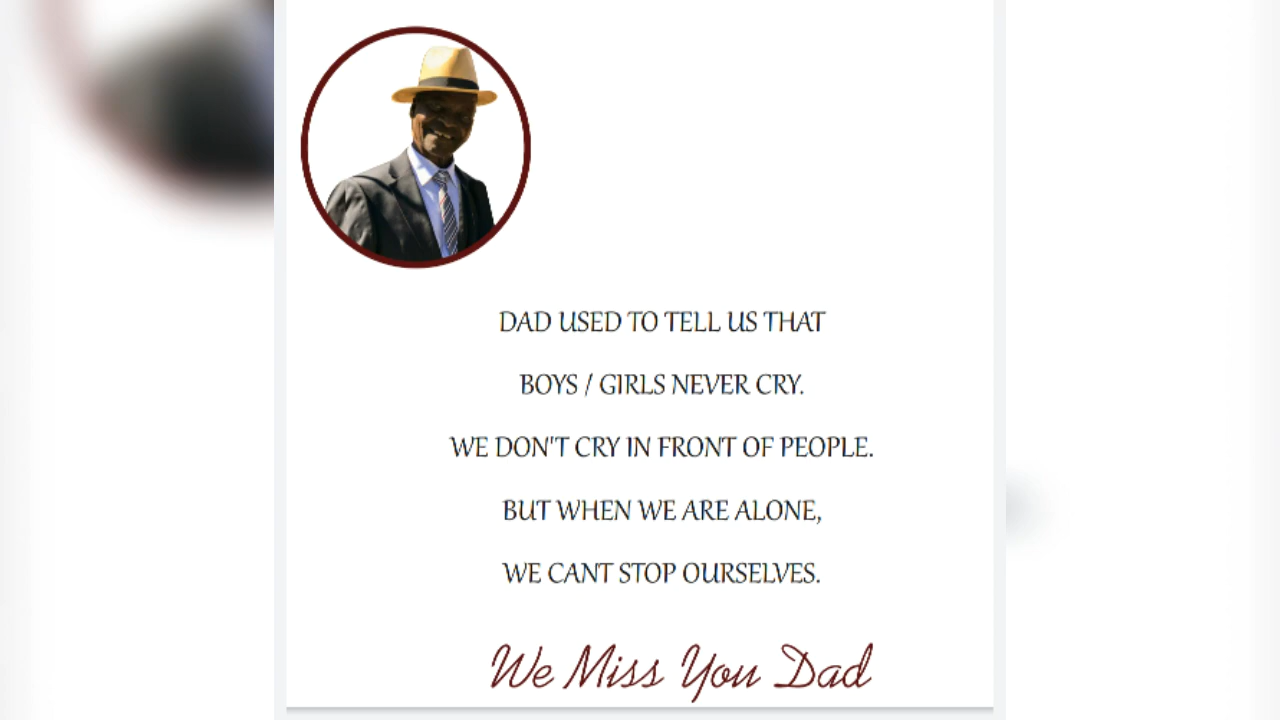 DAD USED TO TELL US THAT
BOYS / GIRLS NEVER CRY.
WE DON'T CRY IN FRONT OF PEOPLE.
BUT WHEN WE ARE ALONE,
WE CANT STOP OURSELVES.
We Miss You Dad